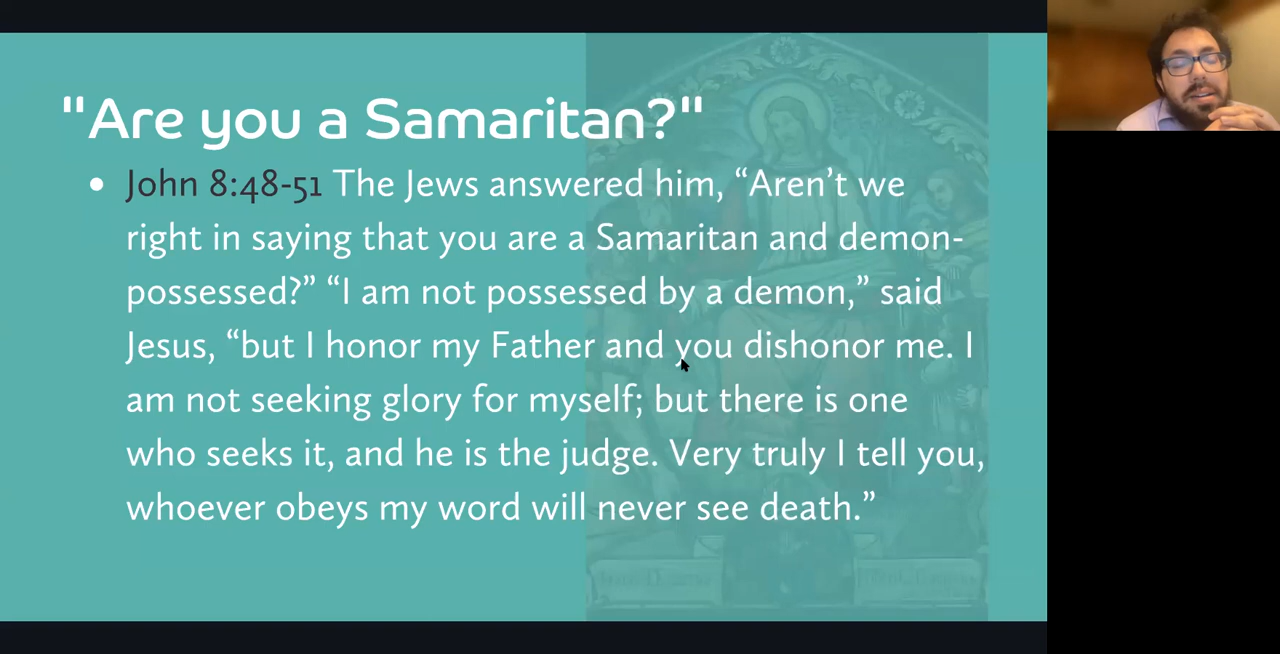 "Are you a Samaritan?"
• John 8:48-51 The Jews answered him, “Aren’t we
right in saying that you are a Samaritan and demon-
possessed?” “I am not possessed by a demon,” said
Jesus, “but I honor my Father and you dishonor me. I
am not seeking glory for myself; but there is one
who seeks it, and he is the judge. Very truly I tell you,
whoever obeys my word will never see death.”